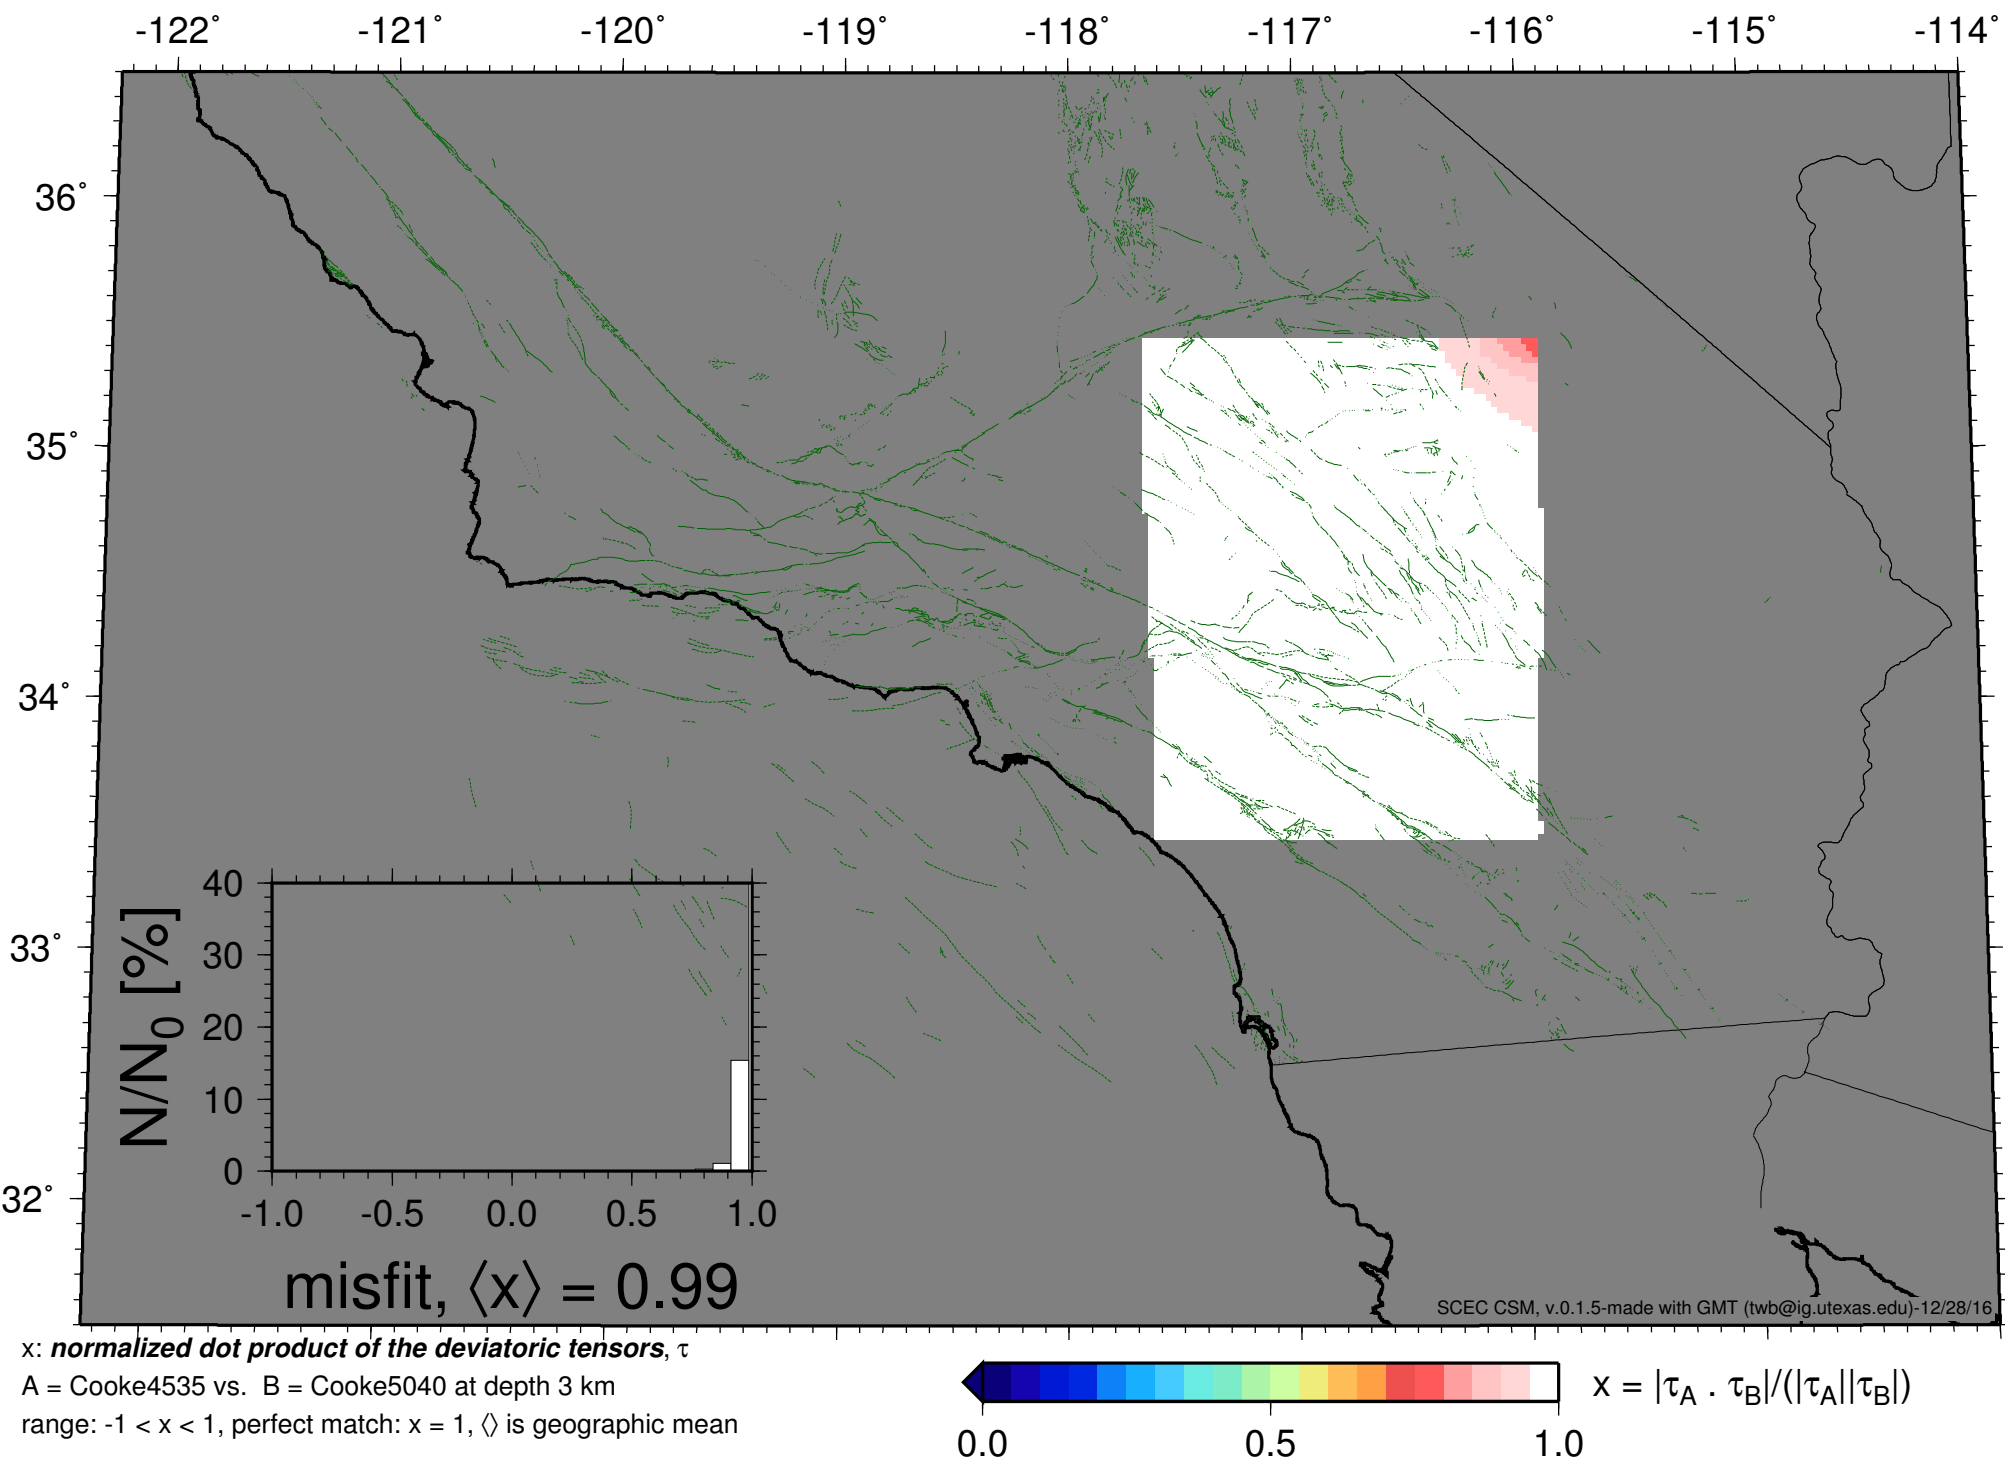 -122° -121° -120° -119° -118° -117° -116° -115° -114°
36°
35°
34°
33°
32°
40
30
20
10
0
N/N0 [%]
-1.0 -0.5 0.0 0.5 1.0
misfit, ⟨x⟩ = 0.99
SCEC CSM, v.0.1.5-made with GMT (twb@ig.utexas.edu)-12/28/16
x: normalized dot product of the deviatoric tensors, τ
A = Cooke4535 vs. B = Cooke5040 at depth 3 km
range: -1 < x < 1, perfect match: x = 1, ⟨⟩ is geographic mean
x = |τA . τB|/(|τA||τB|)
0.0 0.5 1.0